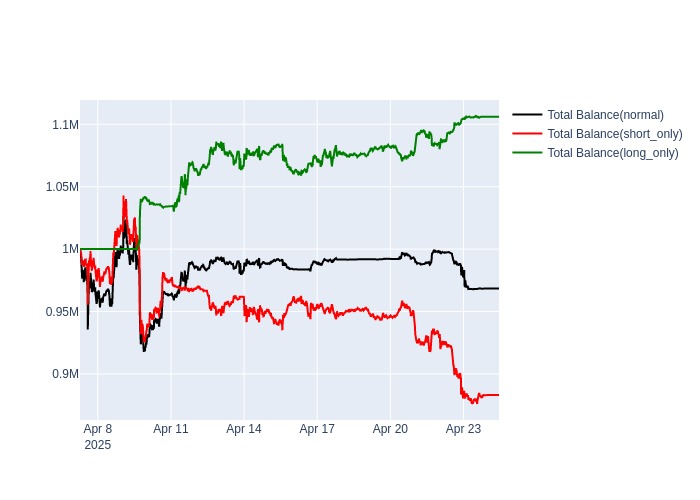 1.1M
1.05M
1M
0.95M
0.9M
Apr 8
2025
Apr 11
Apr 14
Apr 17
Apr 20
Apr 23
Total Balance(normal)
Total Balance(short_only)
Total Balance(long_only)